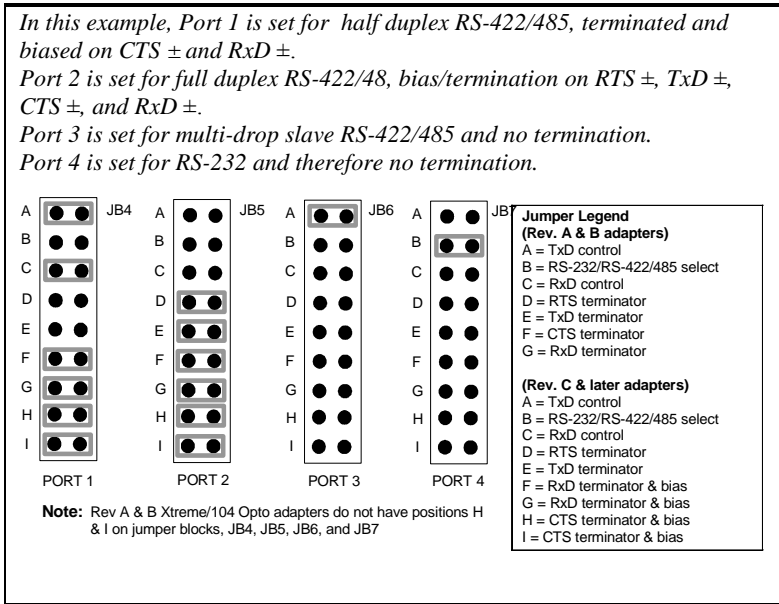 In this example, Port 1 is set for half duplex RS-422/485, terminated and
biased on CTS ± and RxD ±.
Port 2 is set for full duplex RS-422/48, bias/termination on RTS ±, TxD ±,
CTS ±, and RxD ±.
Port 3 is set for multi-drop slave RS-422/485 and no termination.
Port 4 is set for RS-232 and therefore no termination.
A JB4 A JB5 A JB6 A JB7
B B B B
C C C C
D D D D
E E E E
F F F F
G G G G
H H H H
I I I I
PORT 1 PORT 2 PORT 3 PORT 4
Note: Rev A & B Xtreme/104 Opto adapters do not have positions H
& I on jumper blocks, JB4, JB5, JB6, and JB7
Jumper Legend
(Rev. A & B adapters)
A = TxD control
B = RS-232/RS-422/485 select
C = RxD control
D = RTS terminator
E = TxD terminator
F = CTS terminator
G = RxD terminator
(Rev. C & later adapters)
A = TxD control
B = RS-232/RS-422/485 select
C = RxD control
D = RTS terminator
E = TxD terminator
F = RxD terminator & bias
G = RxD terminator & bias
H = CTS terminator & bias
I = CTS terminator & bias